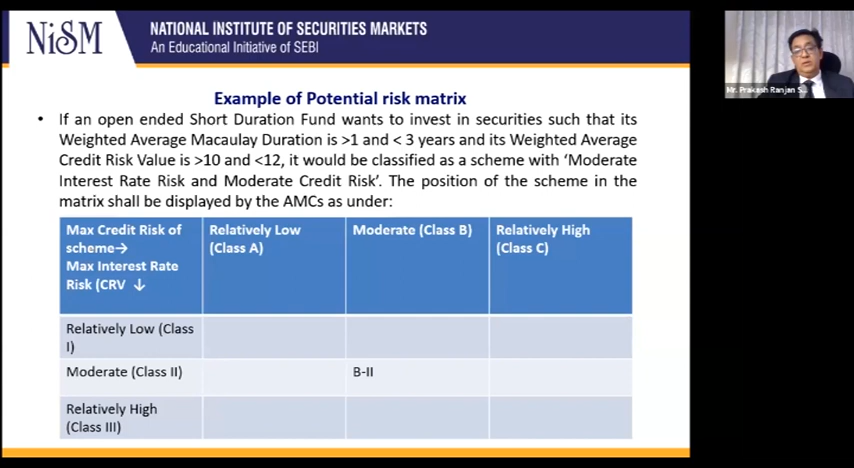 NiSM
NATIONAL INSTITUTE OF SECURITIES MARKETS
An Educational Initiative of SEBI
Mr. Prakash Ranjan S...
Example of Potential risk matrix
• If an open ended Short Duration Fund wants to invest in securities such that its
Weighted Average Macaulay Duration is >1 and < 3 years and its Weighted Average
Credit Risk Value is >10 and <12, it would be classified as a scheme with ‘Moderate
Interest Rate Risk and Moderate Credit Risk’. The position of the scheme in the
matrix shall be displayed by the AMCs as under:
Max Credit Risk of
scheme→
Max Interest Rate
Risk (CRV ↓
Relatively Low
(Class A)
Moderate (Class B)
Relatively High
(Class C)
Relatively Low (Class
I)
Moderate (Class II)
B-II
Relatively High
(Class III)